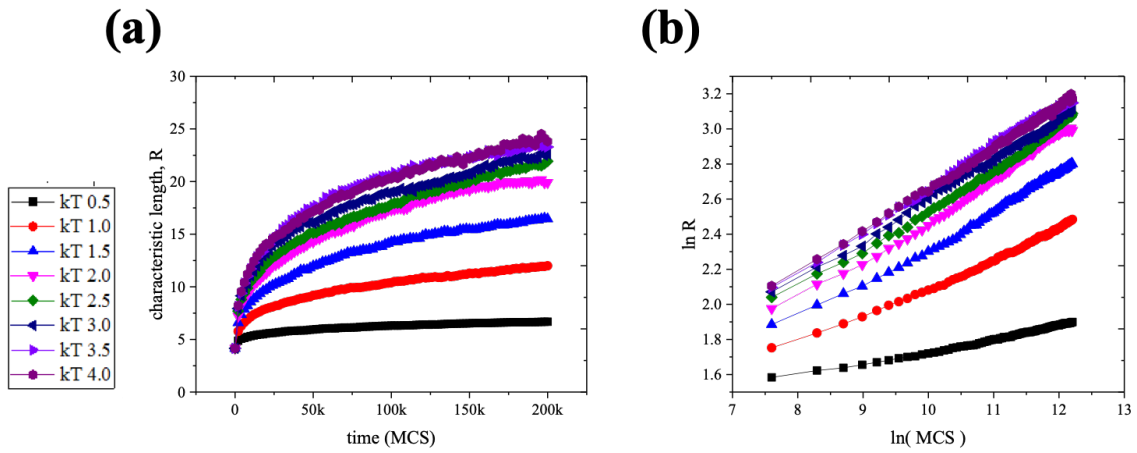 (a)
(b)
kT 0.5
kT 1.0
kT 1.5
kT 2.0
kT 2.5
kT 3.0
kT 3.5
kT 4.0
characteristic length, R
30
25
20
15
10
5
0
0 50k 100k 150k 200k
time (MCS)
ln R
3.2
3.0
2.8
2.6
2.4
2.2
2.0
1.8
1.6
7 8 9 10 11 12 13
ln( MCS )